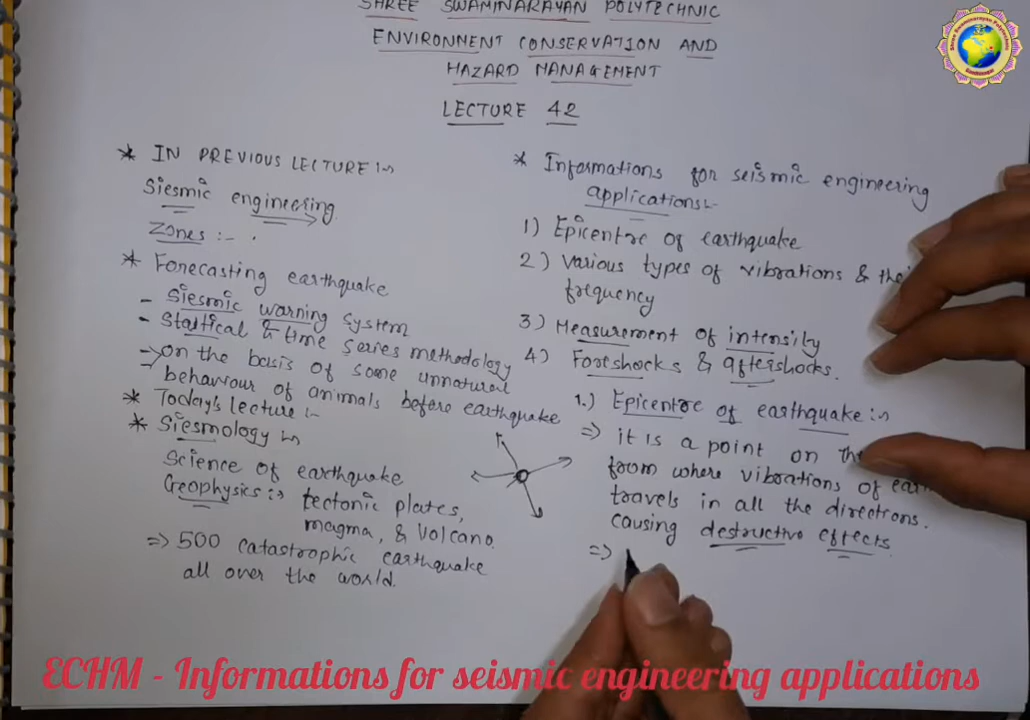 SHREE SWAMINARAYAN POLYTECHNIC
ENVIRONMENT CONSERVATION AND
HAZARD MANAGEMENT
LECTURE 42
* IN PREVIOUS LECTURE :-
Siesmic engineering
Zones :-
* Forecasting earthquake
- Siesmic warning system
- Stastical & time series methodology
-> on the basis of some unnatural
-> behaviour of animals before earthquake
* Today's lecture :-
* Siesmology :-
Science of earthquake
Geophysics :-> tectonic plates,
magma, & Volcano.
=> 500 catastrophic earthquake
all over the world.
* Informations for seismic engineering
applications :-
1) Epicentre of earthquake
2) Various types of vibrations & thei
frequency
3) Measurement of intensity
4) Foreshocks & aftershocks.
1.) Epicentre of earthquake :-
=> it is a point on the
from where vibrations of eart
travels in all the directions.
causing destructive effects
=>
ECHM - Informations for seismic engineering applications